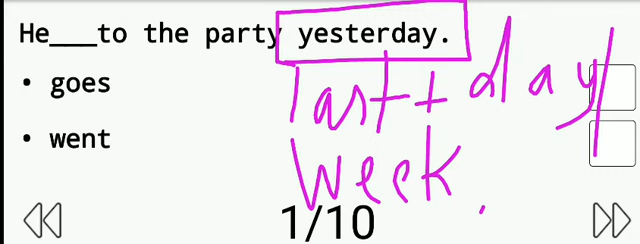 He___to the party yesterday.
• goes
last + day
• went
week.
1/10